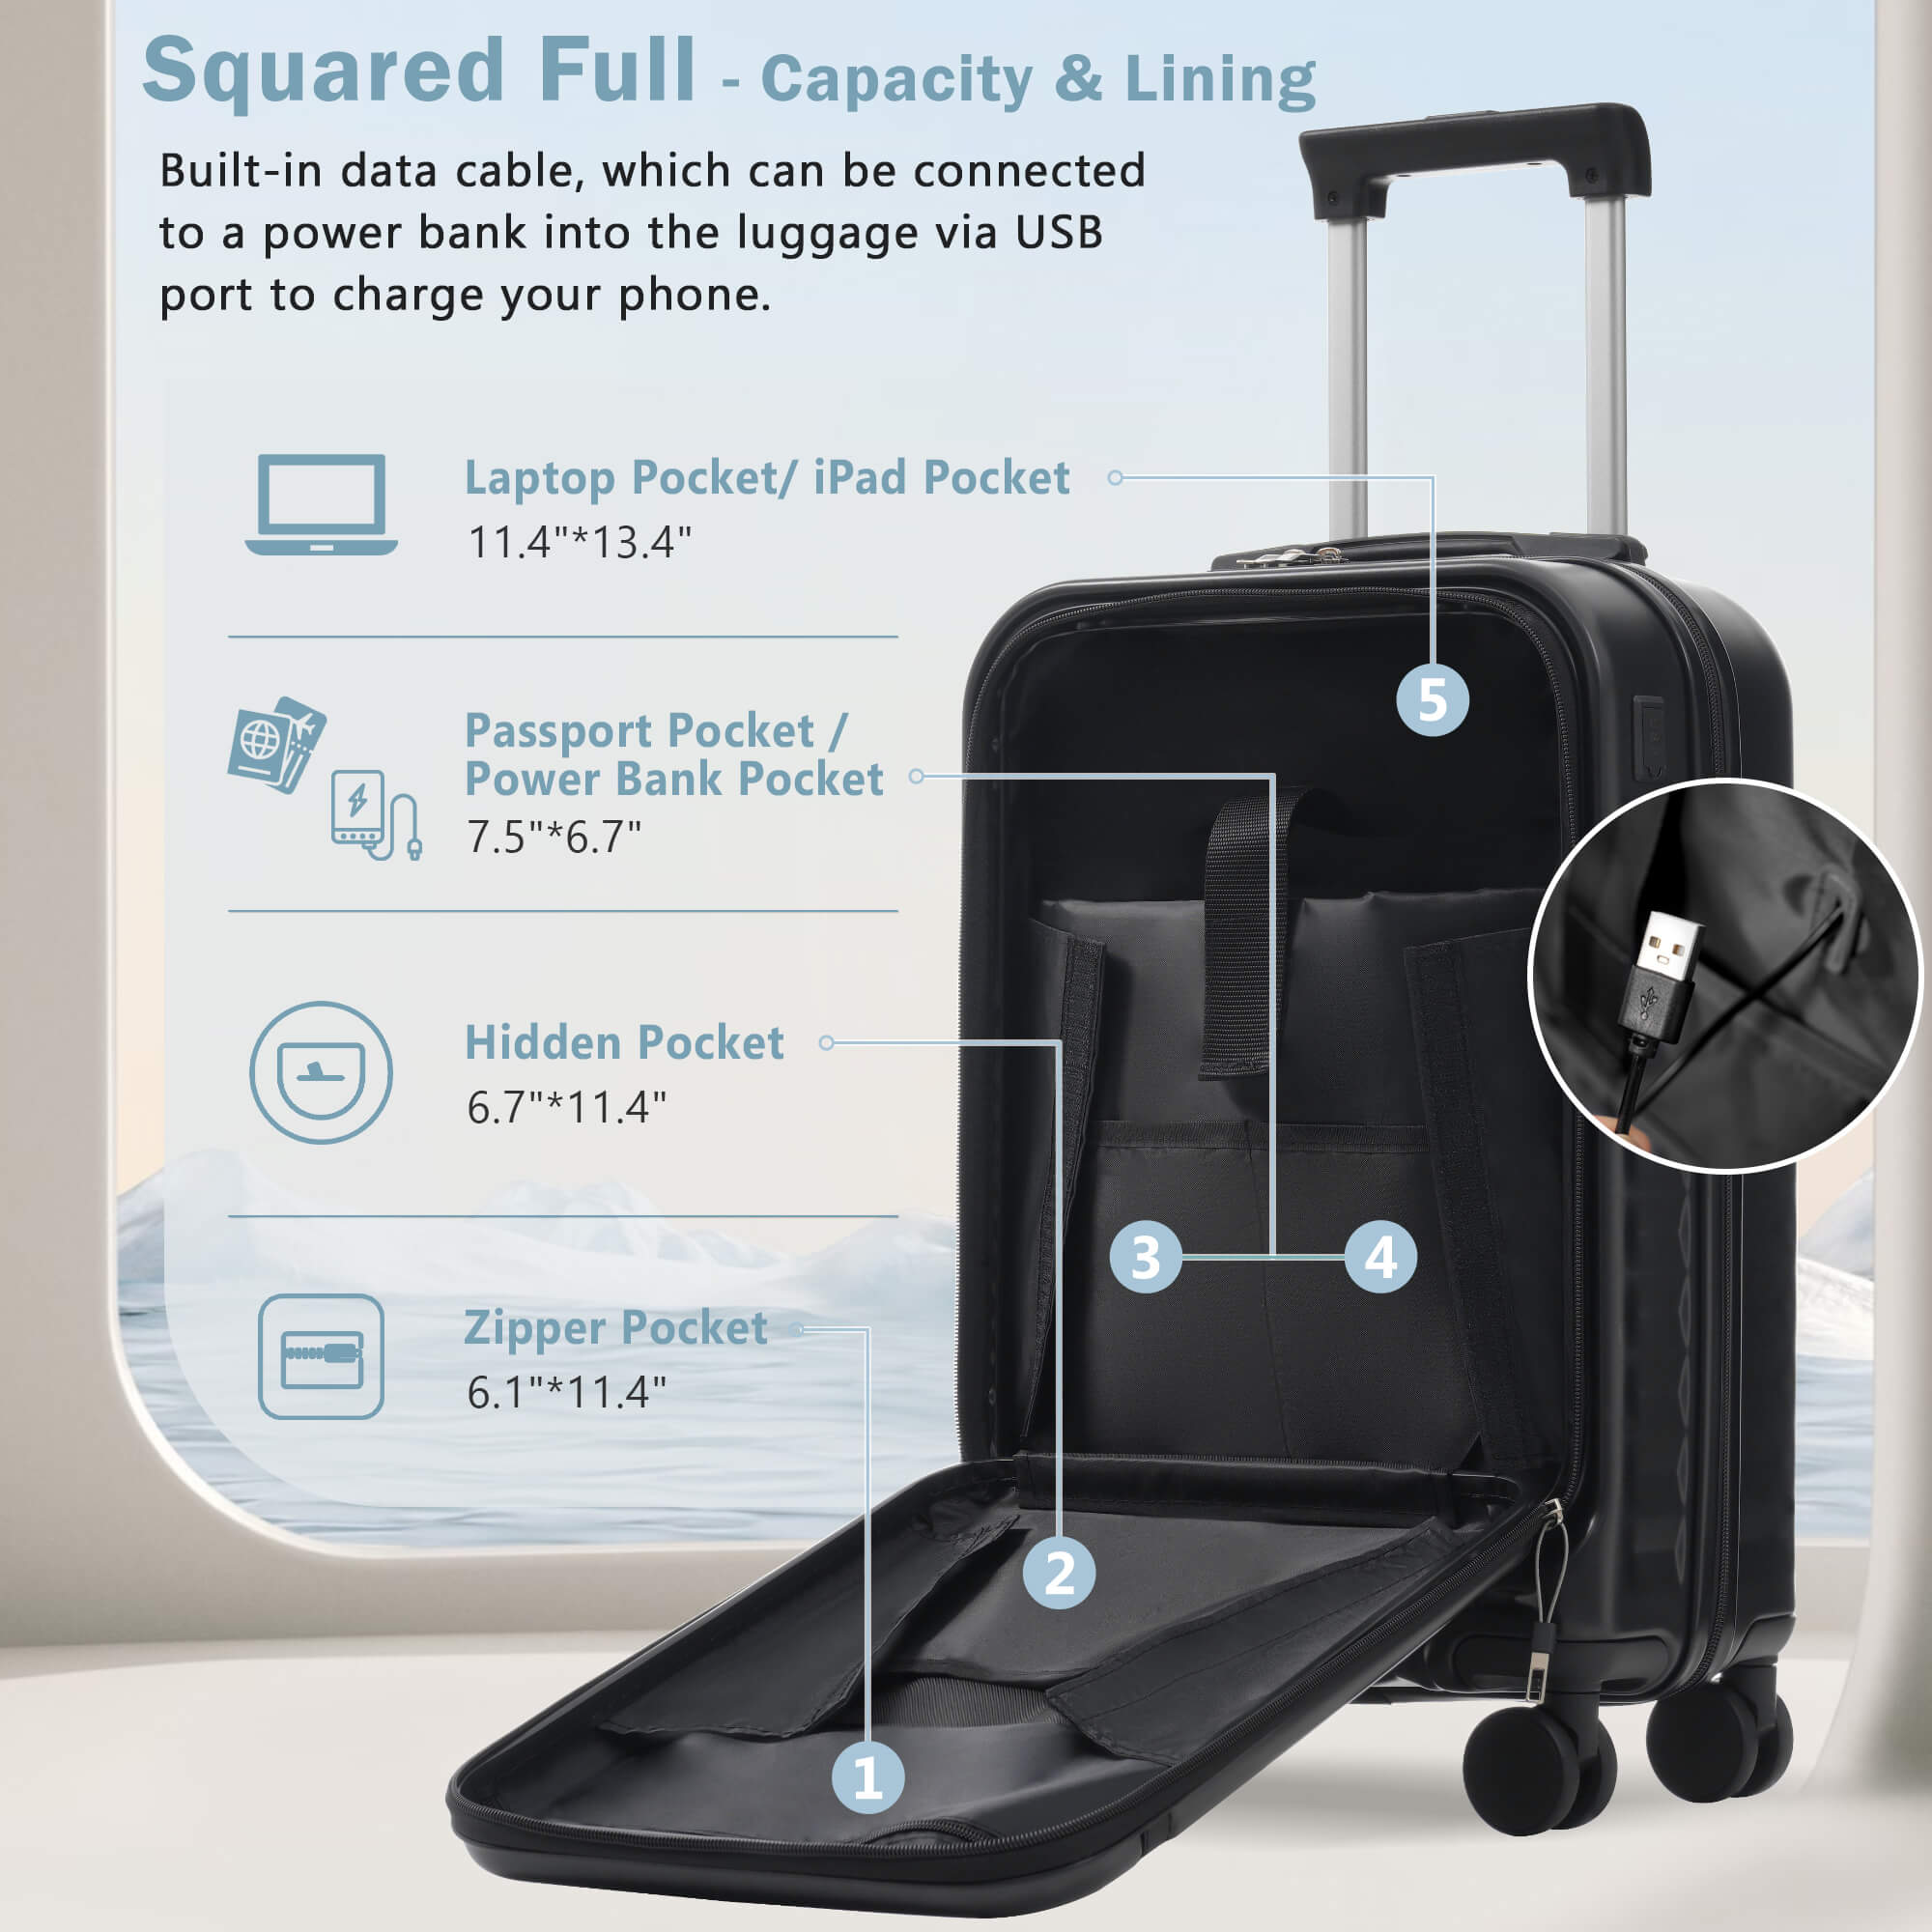 Squared Full - Capacity & Lining
Built-in data cable, which can be connected
to a power bank into the luggage via USB
port to charge your phone.
Laptop Pocket/ iPad Pocket
11.4"*13.4"
5
Passport Pocket /
Power Bank Pocket
7.5"*6.7"
Hidden Pocket
6.7"*11.4"
3 4
Zipper Pocket
6.1"*11.4"
2
1